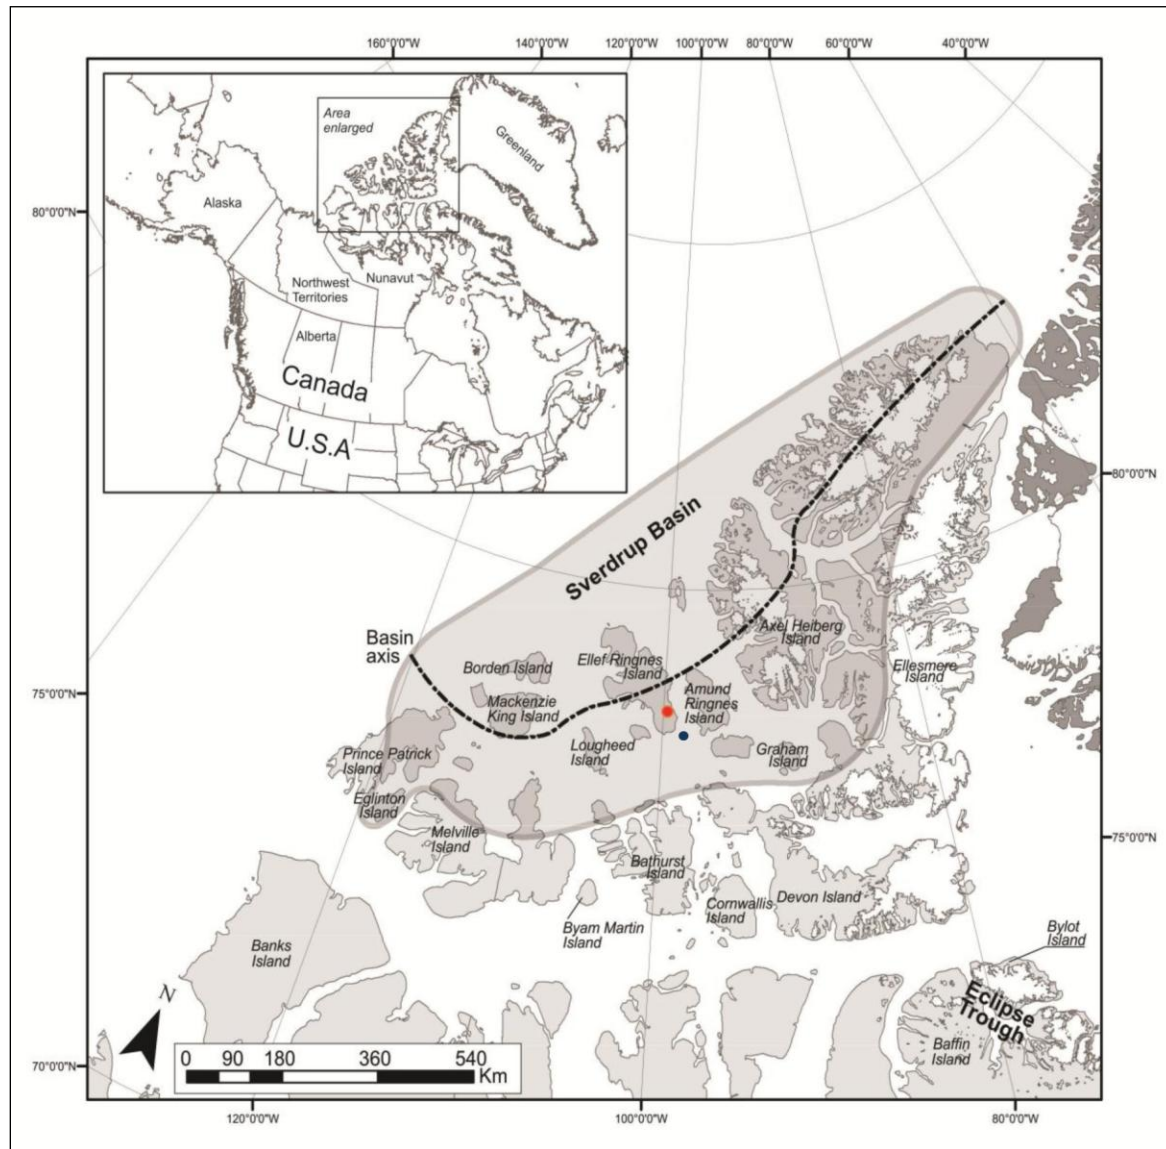 160°0'0"W
140°0'0"W
120°0'0"W
100°0'0"W
80°0'0"W
60°0'0"W
40°0'0"W
Area
enlarged
Greenland
Alaska
80°0'0"N
Nunavut
Northwest
Territories
Alberta
Canada
U.S.A
80°0'0"N
Sverdrup Basin
Basin
axis
Axel Heiberg
Island
Borden Island
Ellef Ringnes
Island
Ellesmere
Island
75°0'0"N
Mackenzie
King Island
Amund
Ringnes
Island
Prince Patrick
Island
Lougheed
Island
Graham
Island
Eglinton
Island
Melville
Island
75°0'0"N
Bathurst
Island
Cornwallis
Island
Devon Island
Byam Martin
Island
Bylot
Island
Banks
Island
Eclipse
Trough
Baffin
Island
N
0 90 180 360 540
Km
70°0'0"N
120°0'0"W
100°0'0"W
80°0'0"W